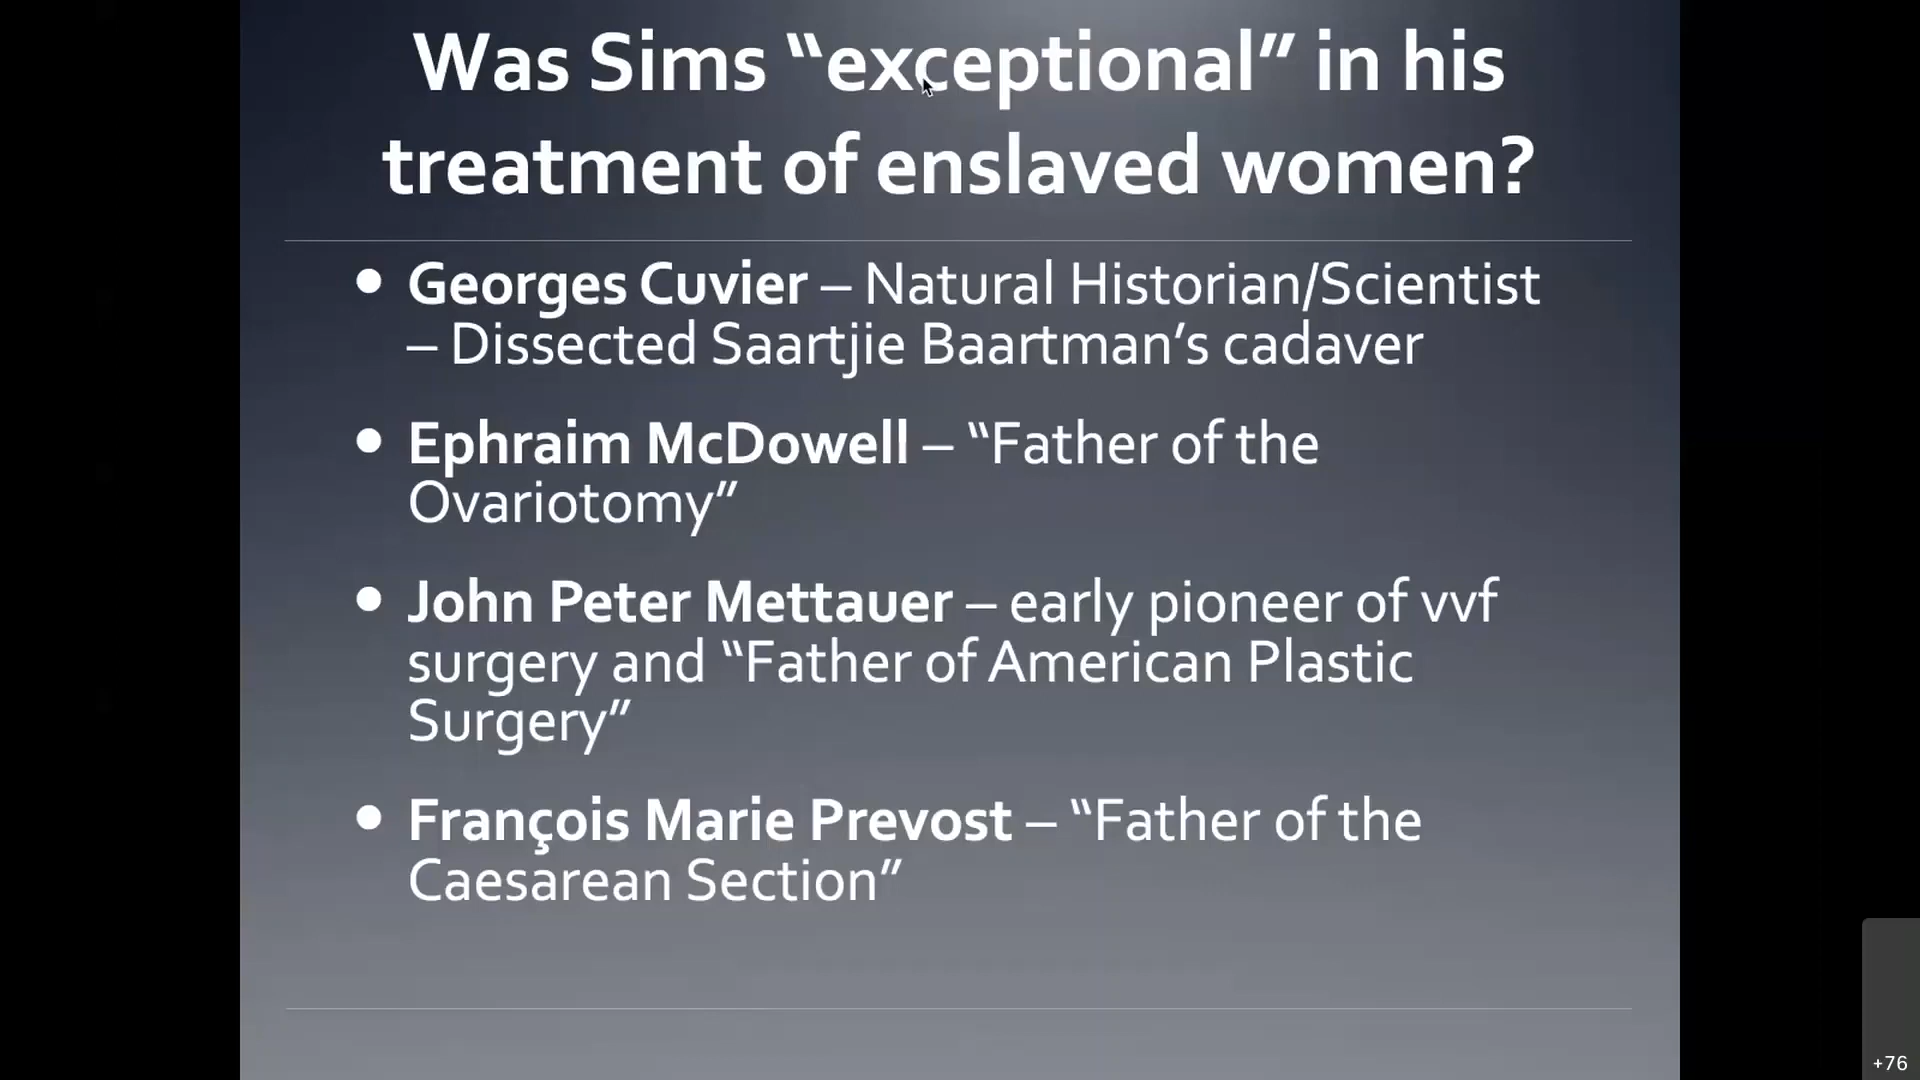 Was Sims “exceptional” in his
treatment of enslaved women?
• Georges Cuvier – Natural Historian/Scientist
– Dissected Saartjie Baartman’s cadaver
• Ephraim McDowell – “Father of the
Ovariotomy”
• John Peter Mettauer – early pioneer of vvf
surgery and “Father of American Plastic
Surgery”
• François Marie Prevost – “Father of the
Caesarean Section”
+76